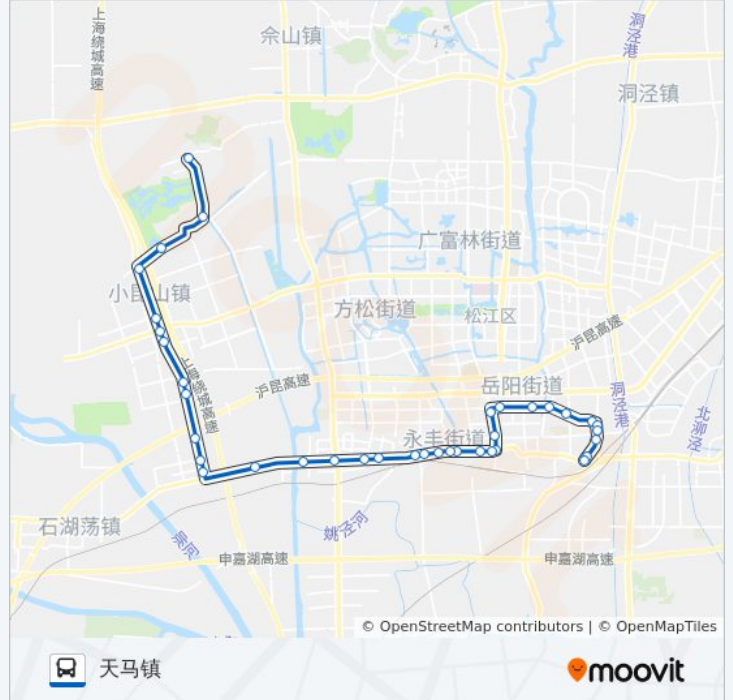 上海绕城高速
佘山镇
洞泾港
洞泾镇
广富林街道
小昆山镇
方松街道
松江区
沪昆高速
上海绕城高速
沪昆高速
岳阳街道
洞泾港
北泖泾
永丰街道
石湖荡镇
姚泾河
申嘉湖高速
申嘉湖高速
© OpenStreetMap contributors | © OpenMapTiles
天马镇
moovit